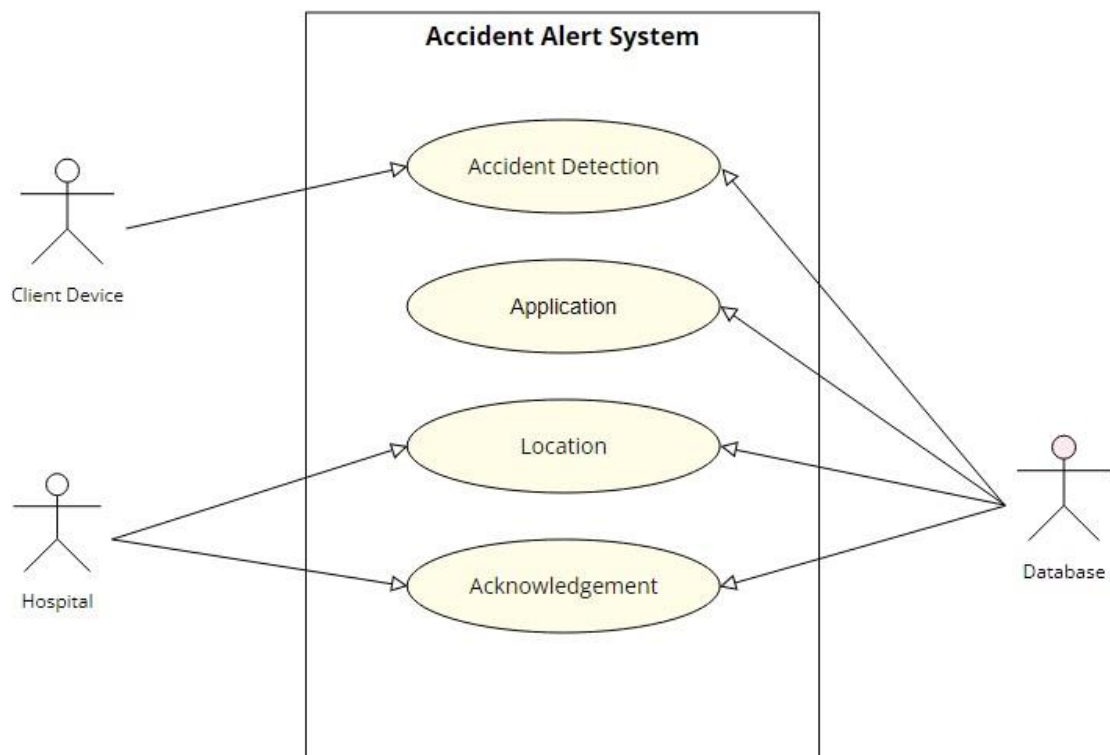 Accident Alert System
Accident Detection
Client Device
Application
Location
Acknowledgement
Hospital
Database